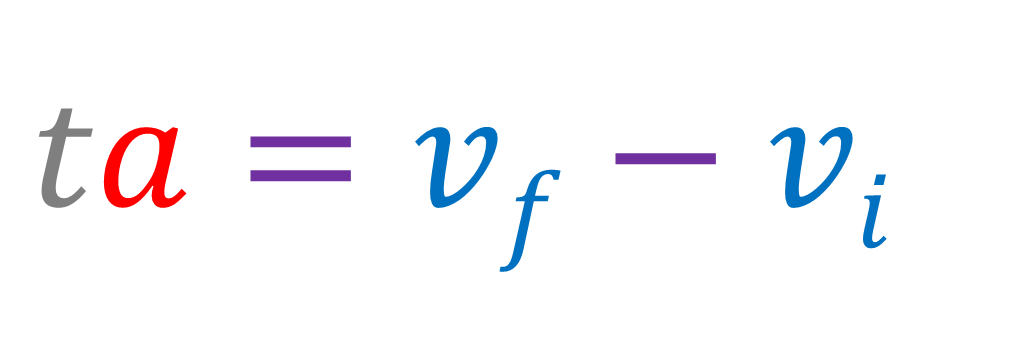 ta = v_f − v_i